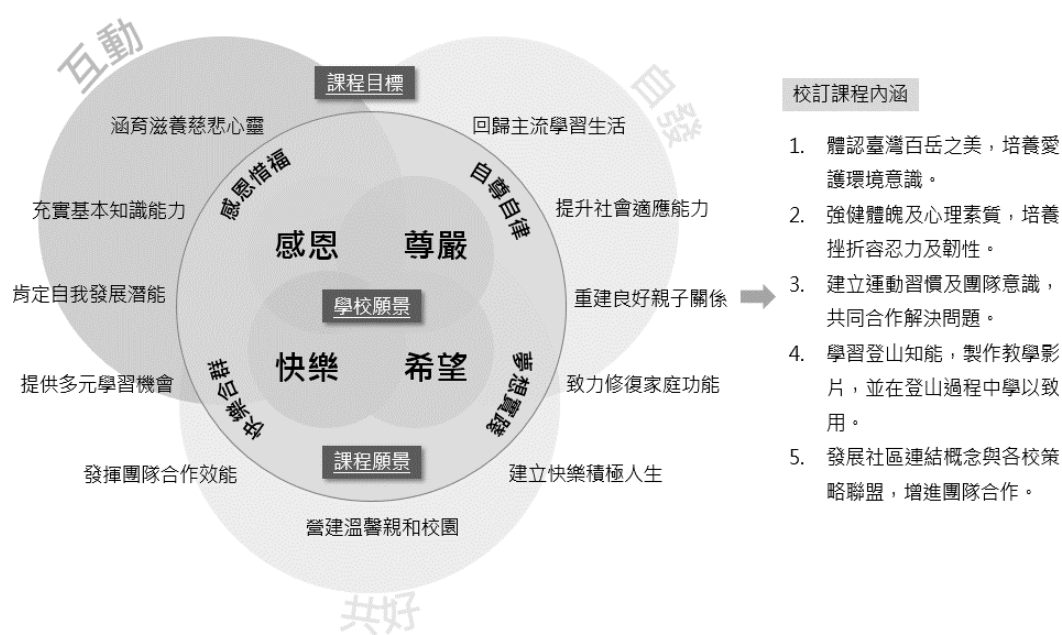 互動
自發
課程目標
涵育滋養慈悲心靈
回歸主流學習生活
感恩惜福
自尊自律
充實基本知識能力
提升社會適應能力
感恩
尊嚴
肯定自我發展潛能
學校願景
重建良好親子關係
快樂
希望
提供多元學習機會
快樂合群
夢想實踐
致力修復家庭功能
發揮團隊合作效能
課程願景
建立快樂積極人生
營建溫馨親和校園
共好
校訂課程內涵
1. 體認臺灣百岳之美，培養愛
護環境意識。
2. 強健體魄及心理素質，培養
挫折容忍力及韌性。
3. 建立運動習慣及團隊意識，
共同合作解決問題。
4. 學習登山知能，製作教學影
片，並在登山過程中學以致
用。
5. 發展社區連結概念與各校策
略聯盟，增進團隊合作。